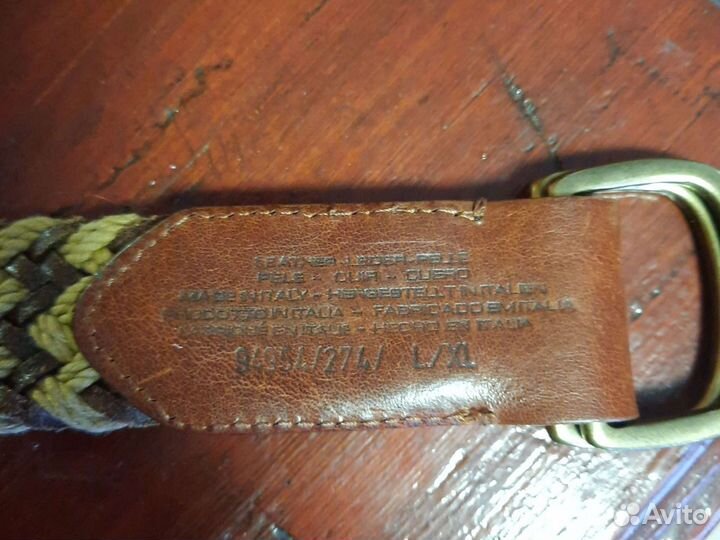 LEATHER-LEDER-PELLE
PELE - CUIR - CUERO
MADE IN ITALY - HERGESTELLT IN ITALIEN
PRODOTTO IN ITALIA - FABRICADO EM ITALIA
FABRIQUÉ EN ITALIE - HECHO EN ITALIA
/274/ L/XL
Avito